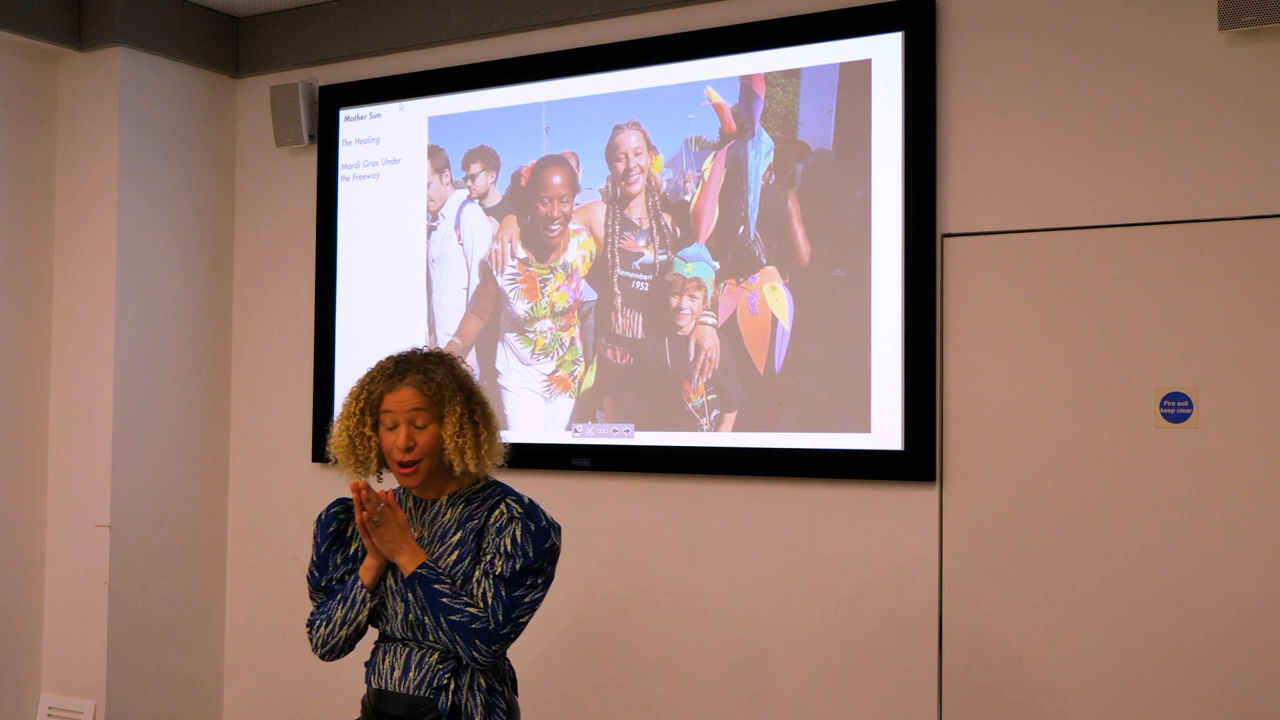 Mother Sun
The Healing
Mardi Gras Under
the Freeway
Remember!
1952
Fire exit
keep clear